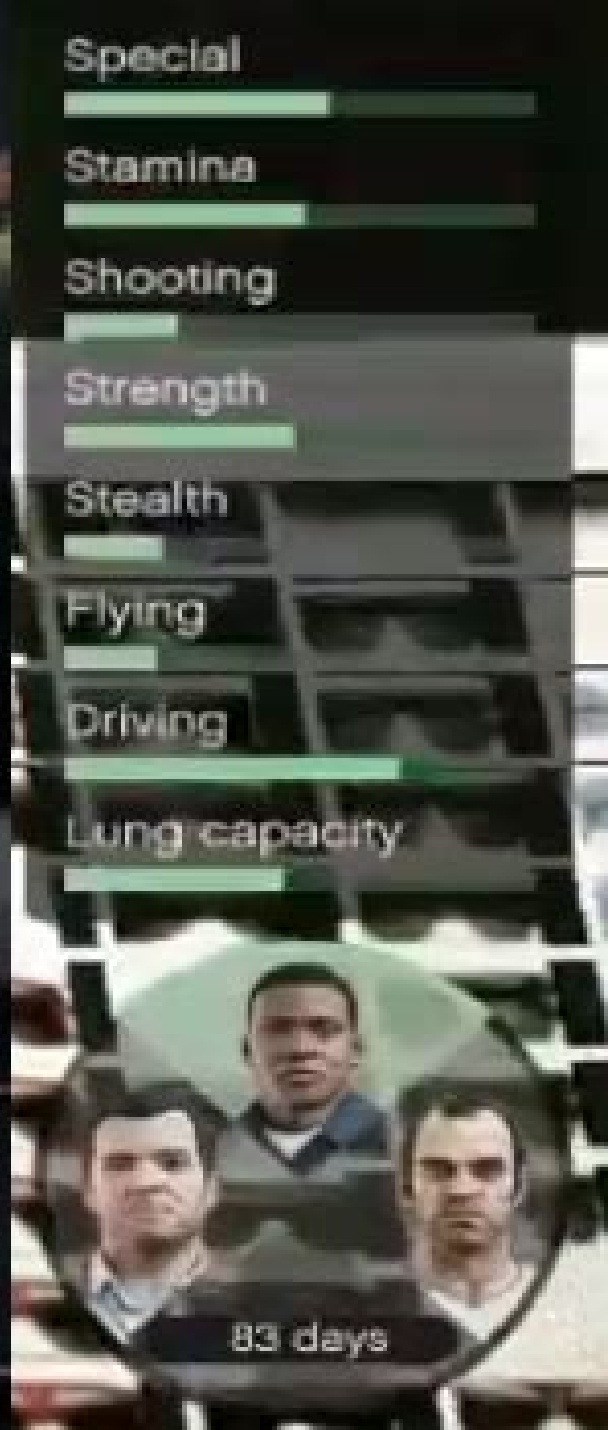 Special
Stamina
Shooting
Strength
Stealth
Flying
Driving
Lung capacity
83 days